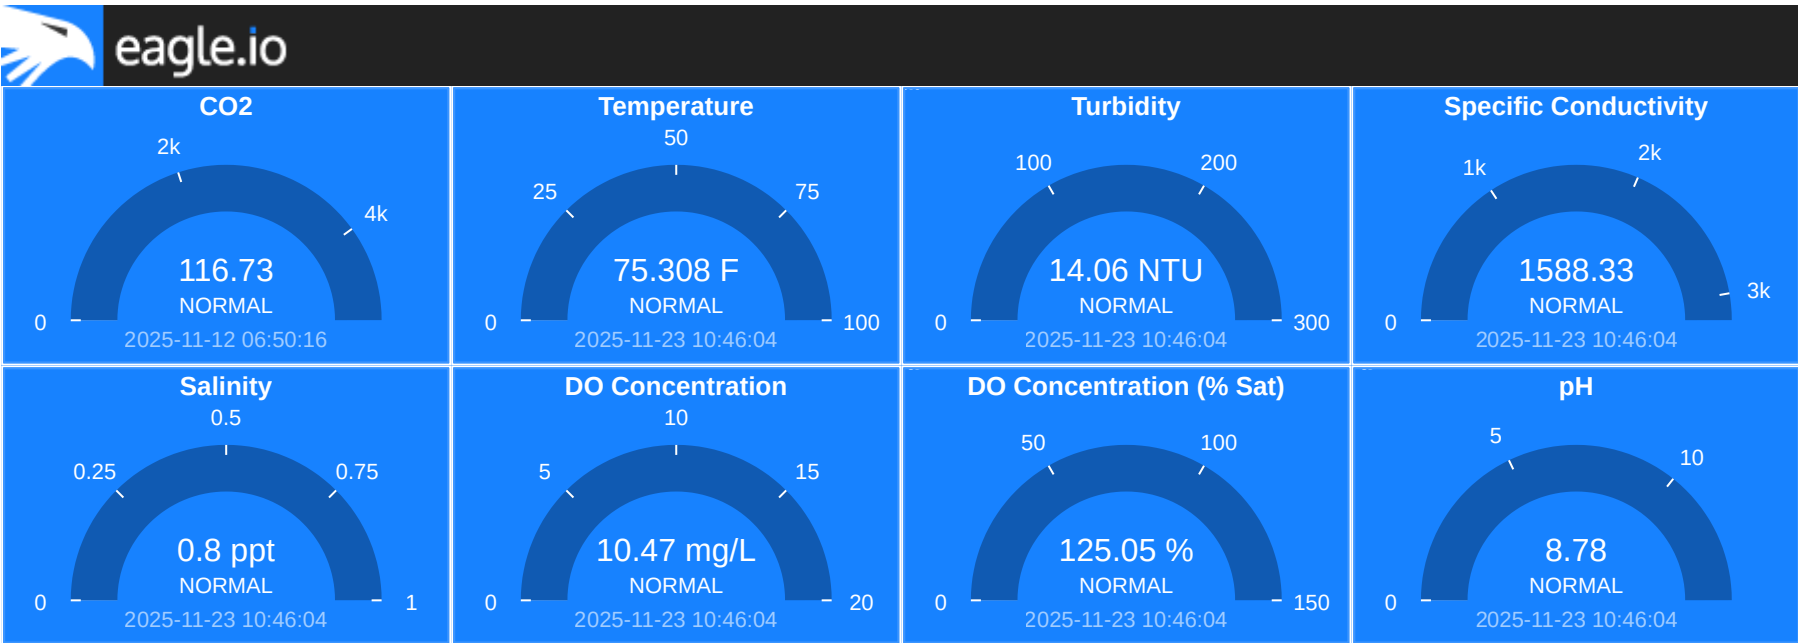 eagle.io
CO2
2k
4k
116.73
NORMAL
0
2025-11-12 06:50:16
Temperature
50
25
75
75.308 F
NORMAL
0
100
2025-11-23 10:46:04
Turbidity
100
200
14.06 NTU
NORMAL
0
300
2025-11-23 10:46:04
Specific Conductivity
2k
1k
3k
1588.33
NORMAL
0
2025-11-23 10:46:04
Salinity
0.5
0.25
0.75
0.8 ppt
NORMAL
0
1
2025-11-23 10:46:04
DO Concentration
10
5
15
10.47 mg/L
NORMAL
0
20
2025-11-23 10:46:04
DO Concentration (% Sat)
50
100
125.05 %
NORMAL
0
150
2025-11-23 10:46:04
pH
5
10
8.78
NORMAL
0
2025-11-23 10:46:04